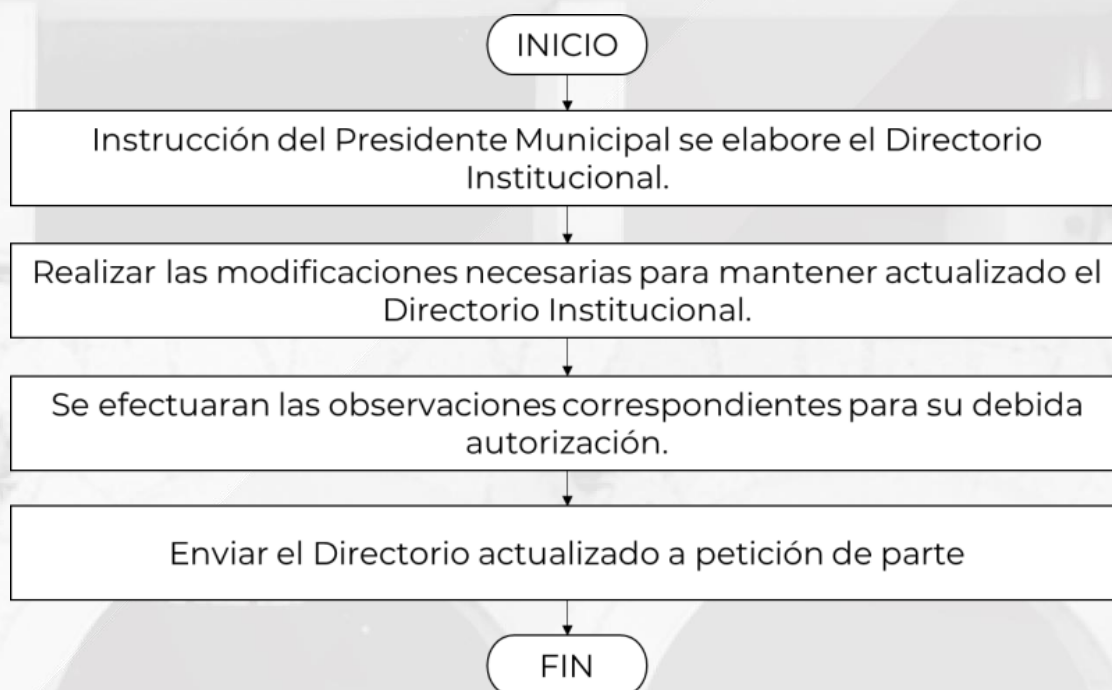 INICIO
Instrucción del Presidente Municipal se elabore el Directorio
Institucional.
Realizar las modificaciones necesarias para mantener actualizado el
Directorio Institucional.
Se efectuaran las observaciones correspondientes para su debida
autorización.
Enviar el Directorio actualizado a petición de parte
FIN